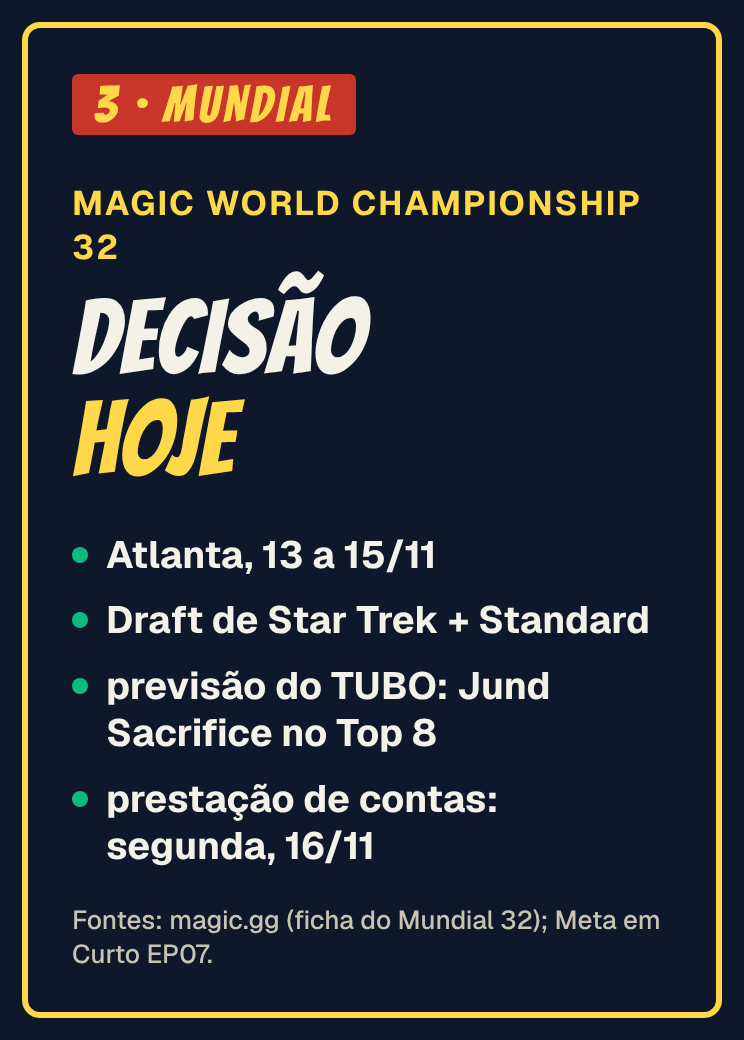 3 • MUNDIAL
MAGIC WORLD CHAMPIONSHIP
32
DECISÃO
HOJE
Atlanta, 13 a 15/11
Draft de Star Trek + Standard
previsão do TUBO: Jund
Sacrifice no Top 8
prestação de contas:
segunda, 16/11
Fontes: magic.gg (ficha do Mundial 32); Meta em
Curto EP07.